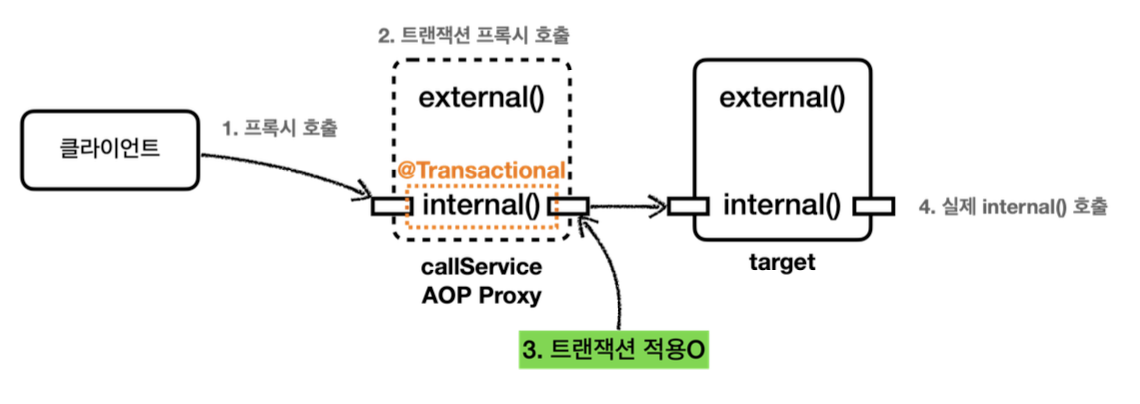 2. 트랜잭션 프록시 호출
external()
external()
클라이언트
1. 프록시 호출
@Transactional
internal()
internal()
4. 실제 internal() 호출
callService
AOP Proxy
target
3. 트랜잭션 적용O